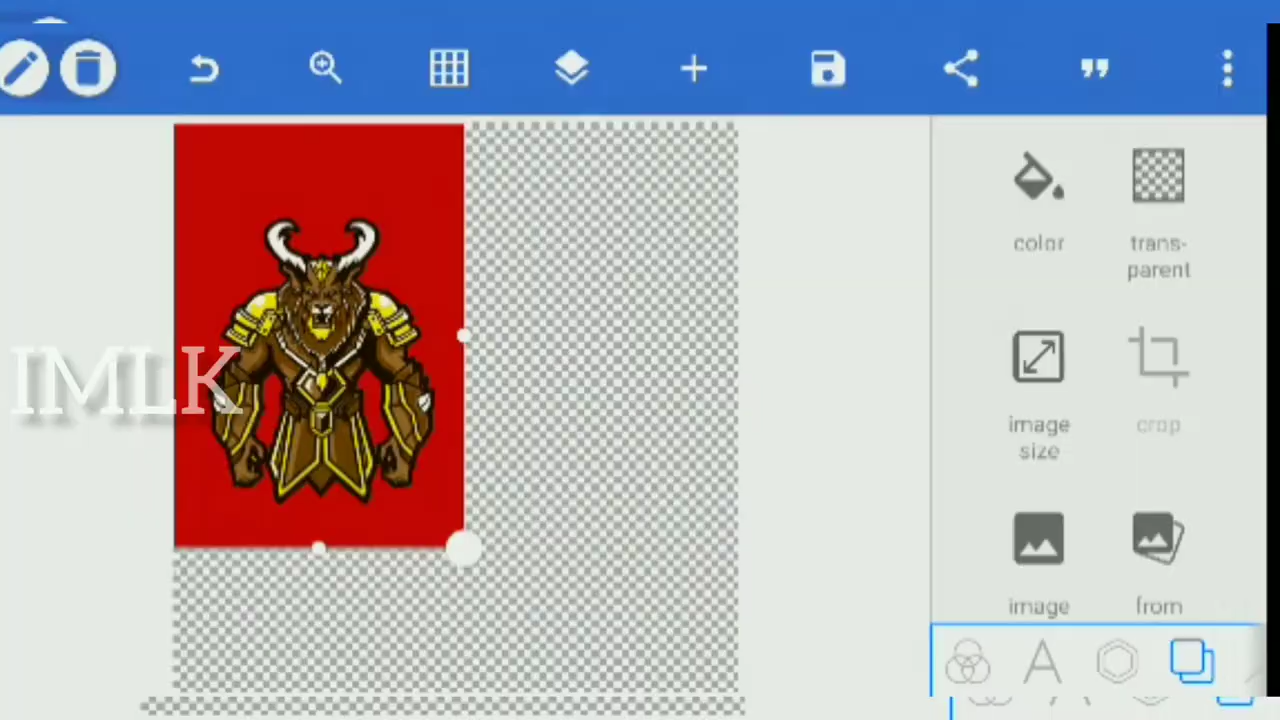 color
trans-
parent
IMLK
image
size
crop
image
from